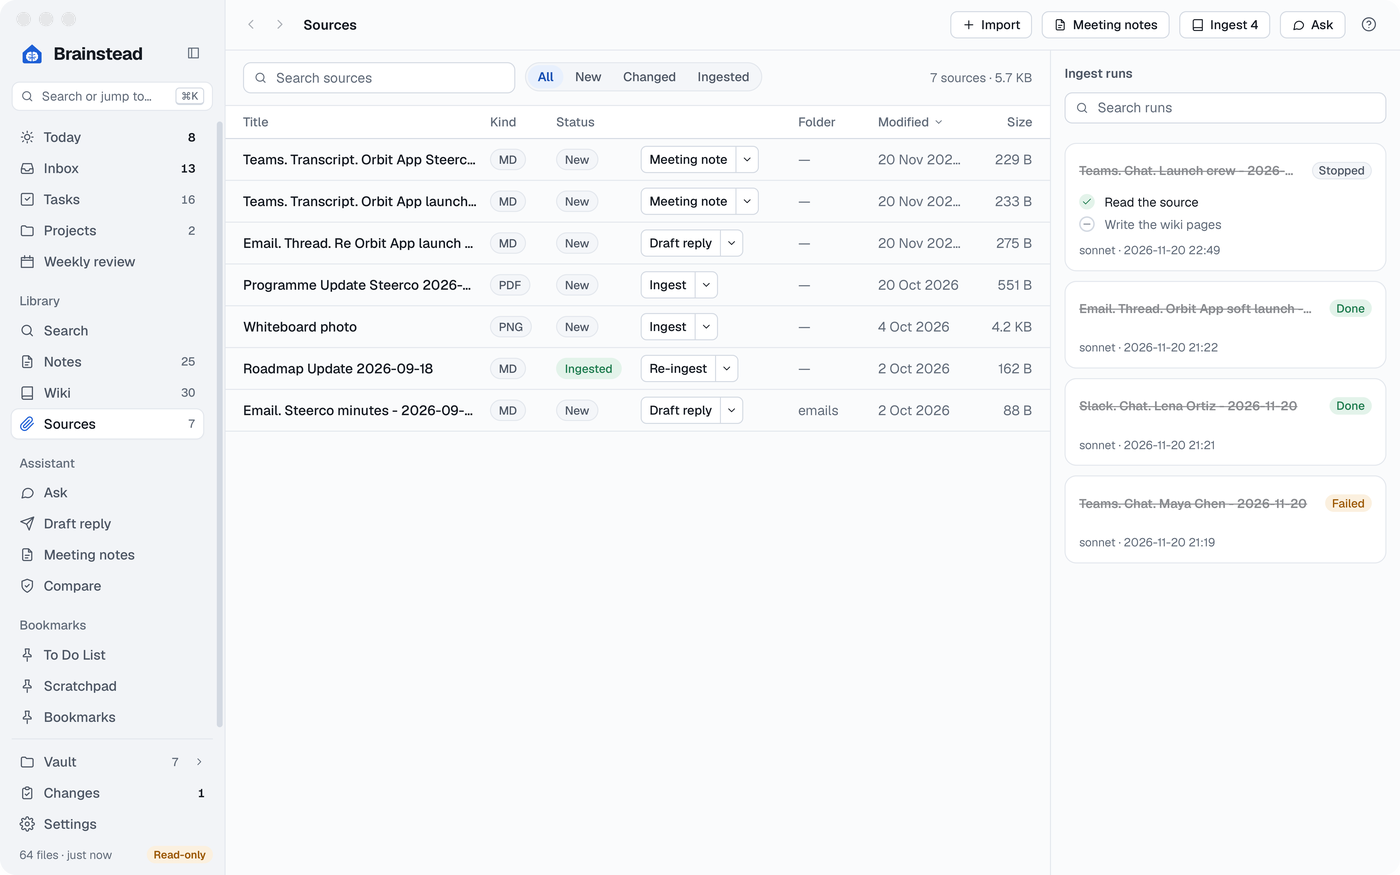 Brainstead
Search or jump to... ⌘K
Today 8
Inbox 13
Tasks 16
Projects 2
Weekly review
Library
Search
Notes 25
Wiki 30
Sources 7
Assistant
Ask
Draft reply
Meeting notes
Compare
Bookmarks
To Do List
Scratchpad
Bookmarks
Vault 7
Changes 1
Settings
64 files · just now Read-only
Sources
Import Meeting notes Ingest 4 Ask
Search sources All New Changed Ingested 7 sources · 5.7 KB
Title Kind Status Folder Modified Size
Teams. Transcript. Orbit App Steerc... MD New Meeting note — 20 Nov 202... 229 B
Teams. Transcript. Orbit App launch... MD New Meeting note — 20 Nov 202... 233 B
Email. Thread. Re Orbit App launch ... MD New Draft reply — 20 Nov 202... 275 B
Programme Update Steerco 2026-... PDF New Ingest — 20 Oct 2026 551 B
Whiteboard photo PNG New Ingest — 4 Oct 2026 4.2 KB
Roadmap Update 2026-09-18 MD Ingested Re-ingest — 2 Oct 2026 162 B
Email. Steerco minutes - 2026-09-... MD New Draft reply emails 2 Oct 2026 88 B
Ingest runs
Search runs
Teams. Chat. Launch crew - 2026-... Stopped
Read the source
Write the wiki pages
sonnet · 2026-11-20 22:49
Email. Thread. Orbit App soft launch -... Done
sonnet · 2026-11-20 21:22
Slack. Chat. Lena Ortiz - 2026-11-20 Done
sonnet · 2026-11-20 21:21
Teams. Chat. Maya Chen - 2026-11-20 Failed
sonnet · 2026-11-20 21:19